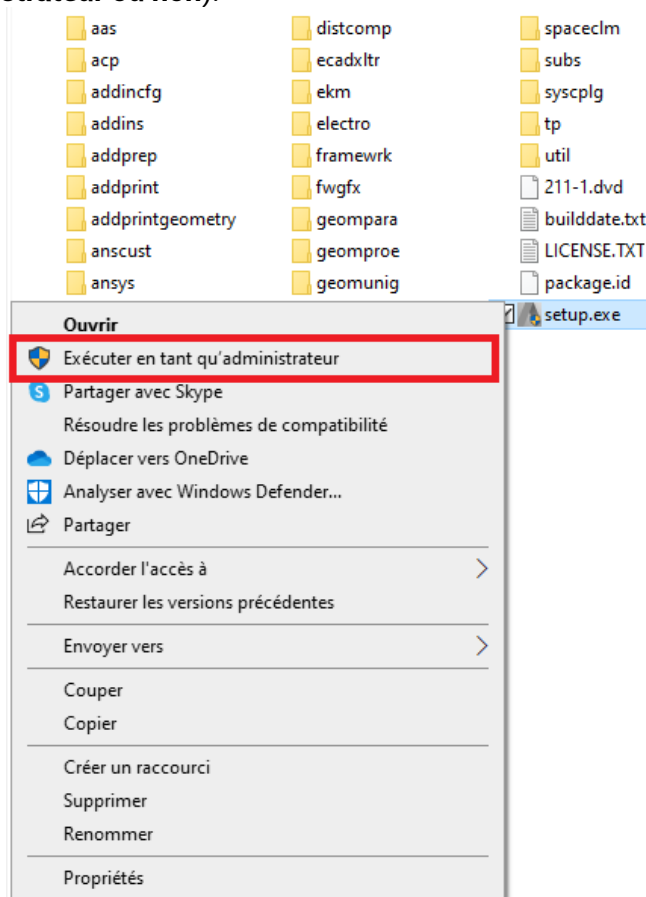 strateur ou non).
aas distcomp spaceclm
acp ecadxltr subs
addincfg ekm syscplg
addins electro tp
addprep framewrk util
addprint fwgfx 211-1.dvd
addprintgeometry geompara builddate.txt
anscust geomproe LICENSE.TXT
ansys geomunig package.id
setup.exe
Ouvrir
Exécuter en tant qu'administrateur
Partager avec Skype
Résoudre les problèmes de compatibilité
Déplacer vers OneDrive
Analyser avec Windows Defender...
Partager
Accorder l'accès à
Restaurer les versions précédentes
Envoyer vers
Couper
Copier
Créer un raccourci
Supprimer
Renommer
Propriétés